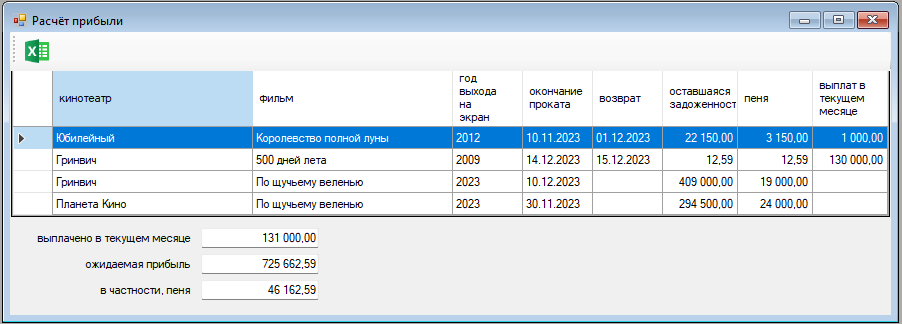 Расчёт прибыли
кинотеатр фильм год выхода на экран окончание проката возврат оставшаяся задоженност пеня выплат в текущем месяце
Юбилейный Королевство полной луны 2012 10.11.2023 01.12.2023 22 150,00 3 150,00 1 000,00
Гринвич 500 дней лета 2009 14.12.2023 15.12.2023 12,59 12,59 130 000,00
Гринвич По щучьему веленью 2023 10.12.2023 409 000,00 19 000,00
Планета Кино По щучьему веленью 2023 30.11.2023 294 500,00 24 000,00
выплачено в текущем месяце 131 000,00
ожидаемая прибыль 725 662,59
в частности, пеня 46 162,59